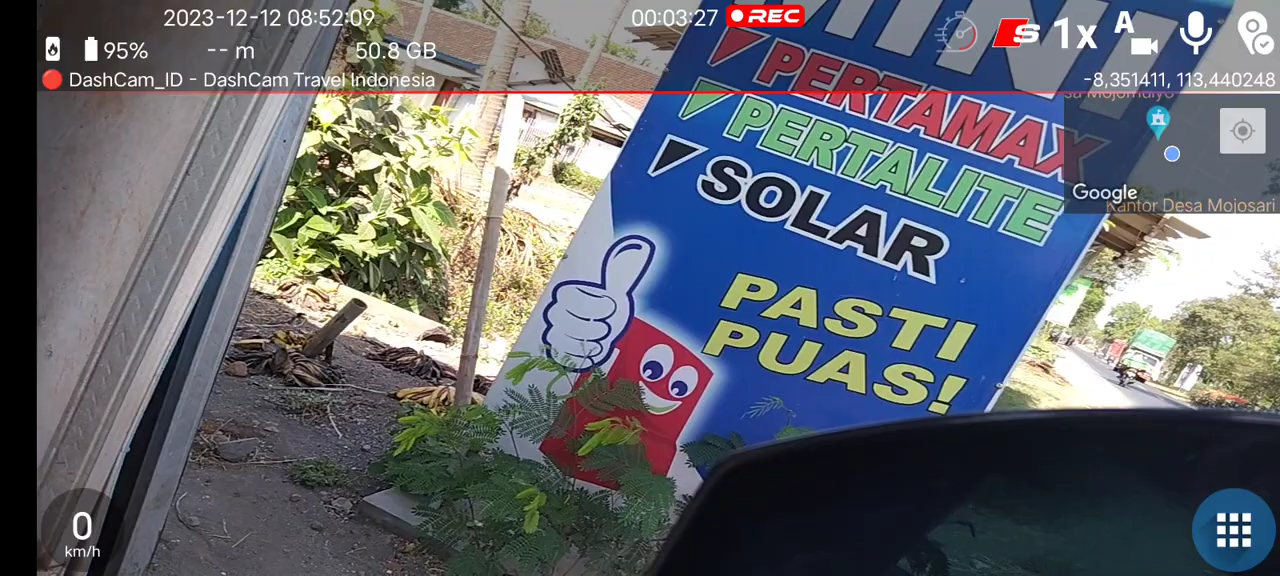 2023-12-12 08:52:09
00:03:27
REC
S
1x
A
95%
-- m
50.8 GB
DashCam_ID - DashCam Travel Indonesia
-8,351411, 113,440248
MINI
PERTAMAX
PERTALITE
SOLAR
PASTI
PUAS!
Google
Kantor Desa Mojosari
0
km/h